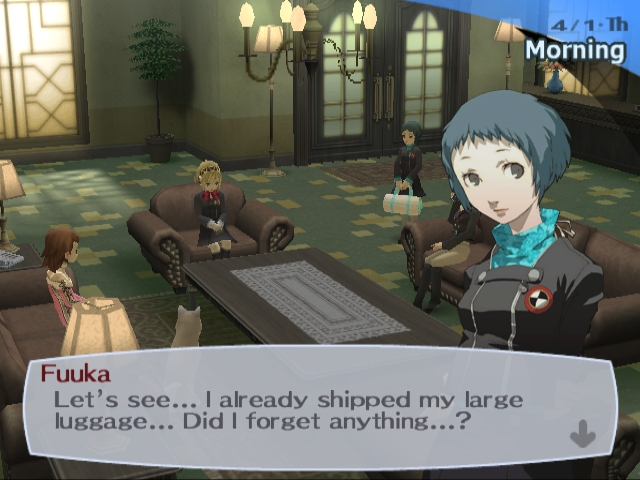 4/1·Th
Morning
Fuuka
Let's see... I already shipped my large
luggage... Did I forget anything...?